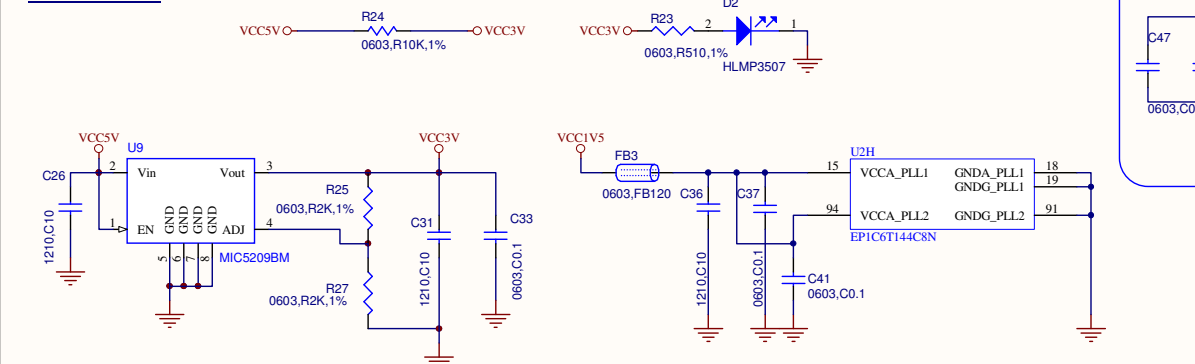 R24
VCC5V
VCC3V
0603,R10K,1%
D2
R23
VCC3V
2
1
0603,R510,1%
HLMP3507
C47
0603,C0
VCC5V
U9
C26
2
Vin
Vout
3
1
EN
GND
GND
GND
GND
ADJ
4
5
6
7
8
MIC5209BM
1210,C10
R25
0603,R2K,1%
R27
0603,R2K,1%
VCC3V
C31
1210,C10
C33
0603,C0.1
VCC1V5
FB3
0603,FB120
C36
1210,C10
C37
0603,C0.1
C41
0603,C0.1
U2H
15
VCCA_PLL1
GNDA_PLL1
18
GNDG_PLL1
19
94
VCCA_PLL2
GNDG_PLL2
91
EP1C6T144C8N